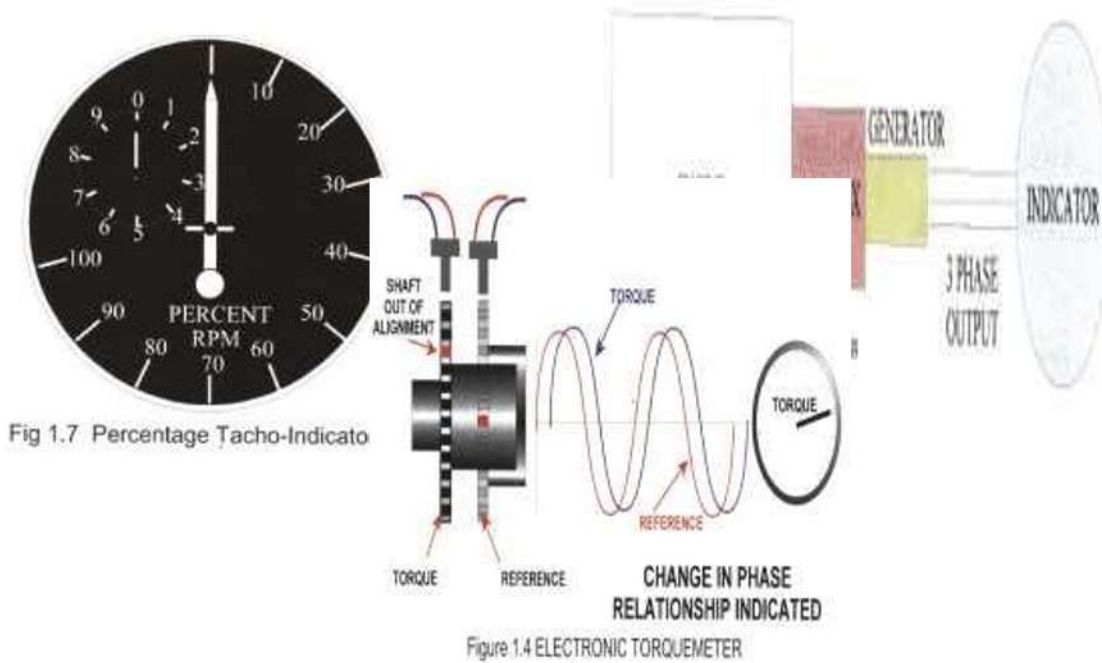 0
1
2
3
4
5
6
7
8
9
10
20
30
40
50
60
70
80
90
100
PERCENT
RPM
Fig 1.7 Percentage Tacho-Indicato
GENERATOR
X
INDICATOR
3 PHASE
OUTPUT
SHAFT
OUT OF
ALIGNMENT
TORQUE
TORQUE
REFERENCE
TORQUE
REFERENCE
CHANGE IN PHASE
RELATIONSHIP INDICATED
Figure 1.4 ELECTRONIC TORQUEMETER